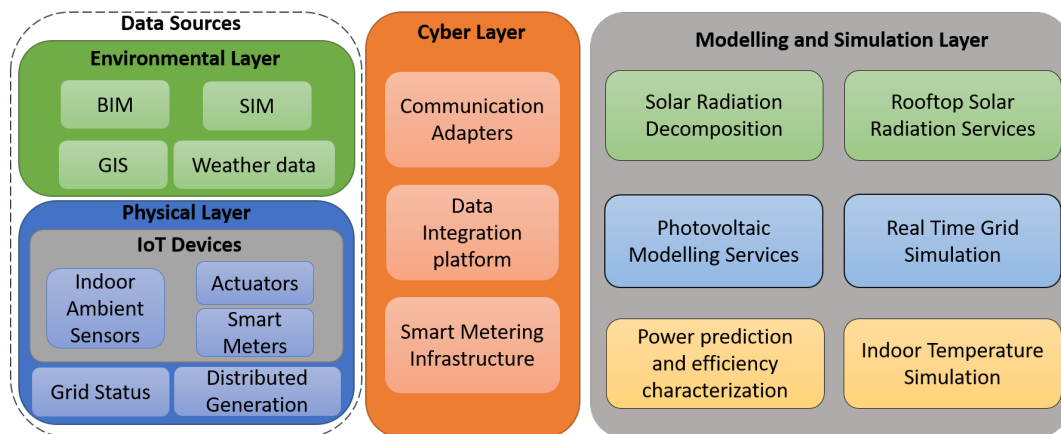 Data Sources
Environmental Layer
BIM
SIM
GIS
Weather data
Physical Layer
IoT Devices
Indoor
Ambient
Sensors
Actuators
Smart
Meters
Grid Status
Distributed
Generation
Cyber Layer
Communication
Adapters
Data
Integration
platform
Smart Metering
Infrastructure
Modelling and Simulation Layer
Solar Radiation
Decomposition
Rooftop Solar
Radiation Services
Photovoltaic
Modelling Services
Real Time Grid
Simulation
Power prediction
and efficiency
characterization
Indoor Temperature
Simulation